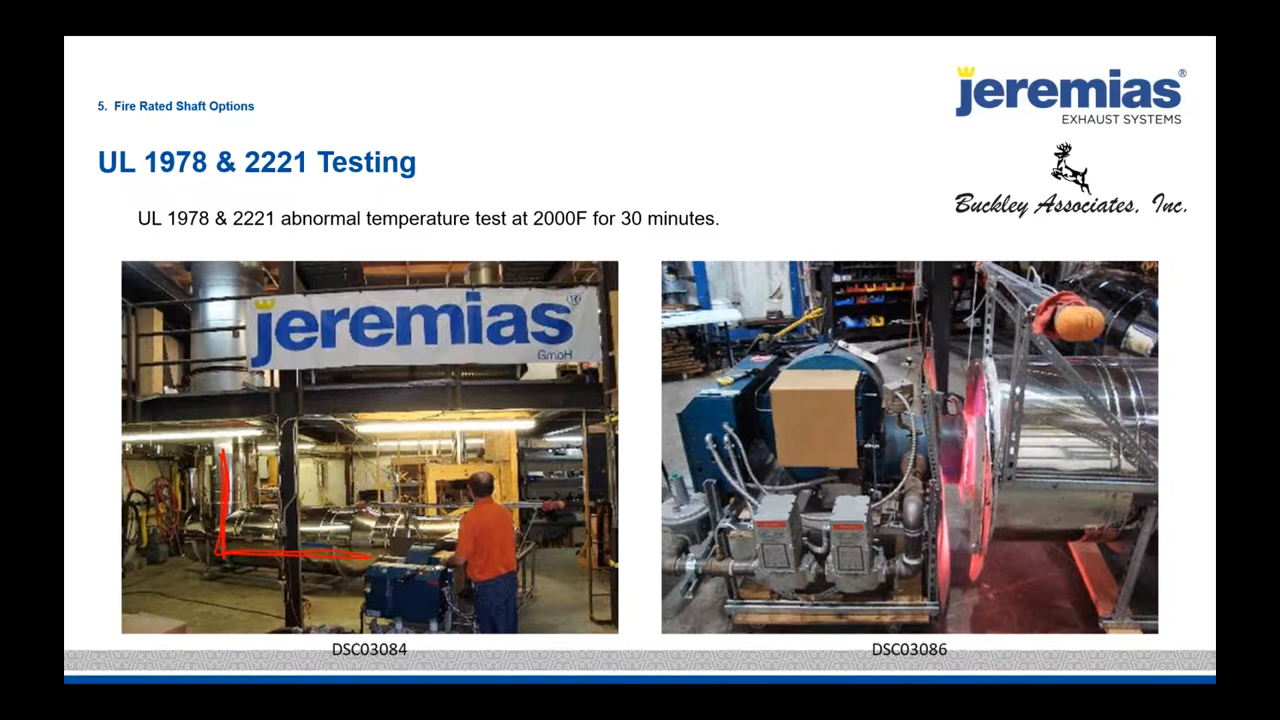 5. Fire Rated Shaft Options
jeremias®
EXHAUST SYSTEMS
UL 1978 & 2221 Testing
Buckley Associates, Inc.
UL 1978 & 2221 abnormal temperature test at 2000F for 30 minutes.
jeremias®
GmbH
DSC03084
DSC03086